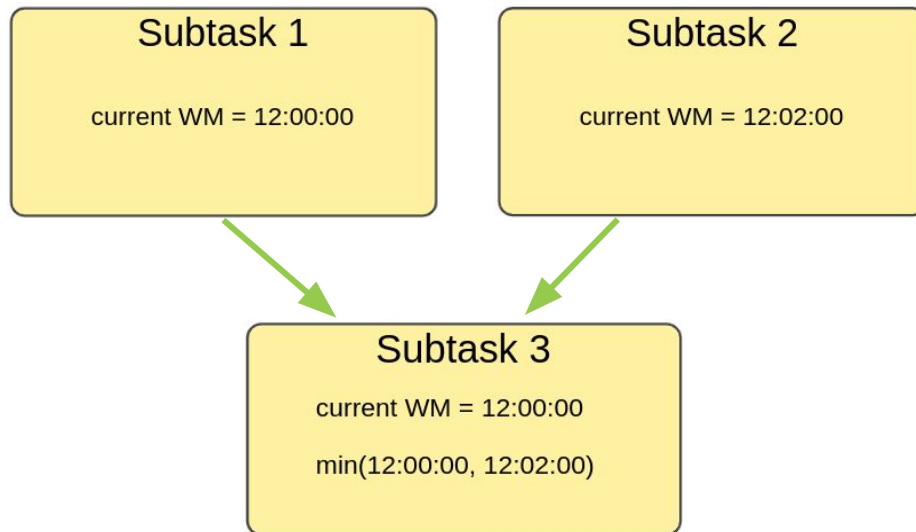 Subtask 1
current WM = 12:00:00
Subtask 2
current WM = 12:02:00
Subtask 3
current WM = 12:00:00
min(12:00:00, 12:02:00)